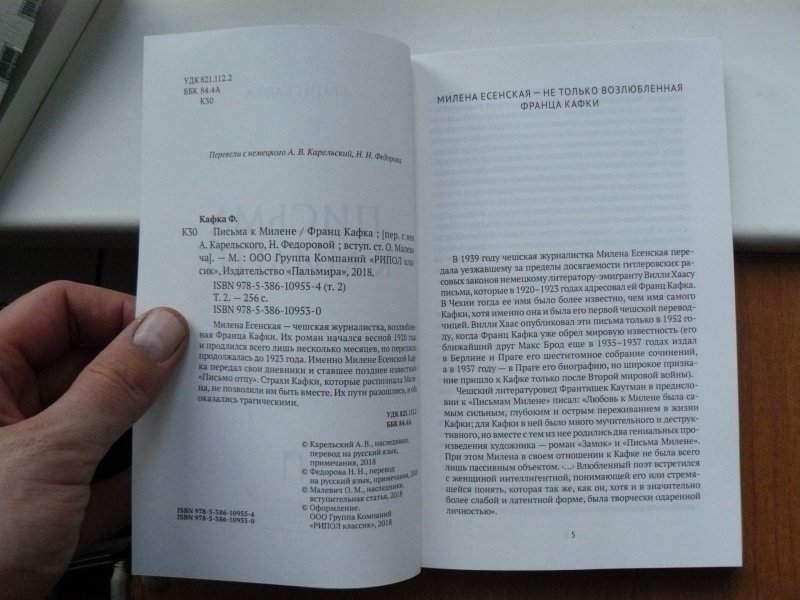 УДК 821.112.2
ББК 84.4А
К30
Перевели с немецкого А. В. Карельский, Н. Н. Федорова
Кафка Ф.
К30 Письма к Милене / Франц Кафка ; [пер. с нем.
А. Карельского, Н. Федоровой ; вступ. ст. О. Малеви-
ча]. — М. : ООО Группа Компаний «РИПОЛ клас-
сик», Издательство «Пальмира», 2018.
ISBN 978-5-386-10955-4 (т. 2)
Т. 2. — 256 с.
ISBN 978-5-386-10953-0
Милена Есенская — чешская журналистка, возлюблен-
ная Франца Кафки. Их роман начался весной 1920 года
и продлился всего лишь несколько месяцев, но переписка
продолжалась до 1923 года. Именно Милене Есенской Каф-
ка передал свои дневники и ставшее позднее известным
«Письмо отцу». Страхи Кафки, которые распознала Миле-
на, не позволили им быть вместе. Их пути разошлись, и оба
оказались трагическими.
УДК 821.112.2
ББК 84.4А
© Карельский А. В., наследники,
перевод на русский язык,
примечания, 2018
© Федорова Н. Н., перевод
на русский язык, примечания, 2018
© Малевич О. М., наследники,
вступительная статья, 2018
© Оформление.
ООО Группа Компаний
«РИПОЛ классик», 2018
ISBN 978-5-386-10955-4
ISBN 978-5-386-10953-0
МИЛЕНА ЕСЕНСКАЯ — НЕ ТОЛЬКО ВОЗЛЮБЛЕННАЯ
ФРАНЦА КАФКИ
В 1939 году чешская журналистка Милена Есенская пере-
дала уезжавшему за пределы досягаемости гитлеровских ра-
совых законов немецкому литератору-эмигранту Вилли Хаасу
письма, которые в 1920–1923 годах адресовал ей Франц Кафка.
В Чехии тогда ее имя было более известно, чем имя самого
Кафки, хотя именно она и была его первой чешской перевод-
чицей. Вилли Хаас опубликовал эти письма только в 1952 го-
ду, когда Франц Кафка уже обрел мировую известность (его
ближайший друг Макс Брод еще в 1935–1937 годах издал
в Берлине и Праге его шеститомное собрание сочинений,
а в 1937 году — в Праге его биографию, но широкое призна-
ние пришло к Кафке только после Второй мировой войны).
Чешский литературовед Франтишек Каутман в предисло-
вии к «Письмам Милене» писал: «Любовь к Милене была са-
мым сильным, глубоким и острым переживанием в жизни
Кафки; для Кафки в ней было много мучительного и деструк-
тивного, но вместе с тем из нее родились два гениальных про-
изведения художника — роман «Замок» и «Письма Милене».
При этом Милена в своем отношении к Кафке не была всего
лишь пассивным объектом. ‹...› Влюбленный поэт встретился
с женщиной интеллигентной, понимающей его или стремя-
щейся понять, которая так же, как он, хотя и в значительно
более слабой и латентной форме, была творчески одаренной
личностью».
5